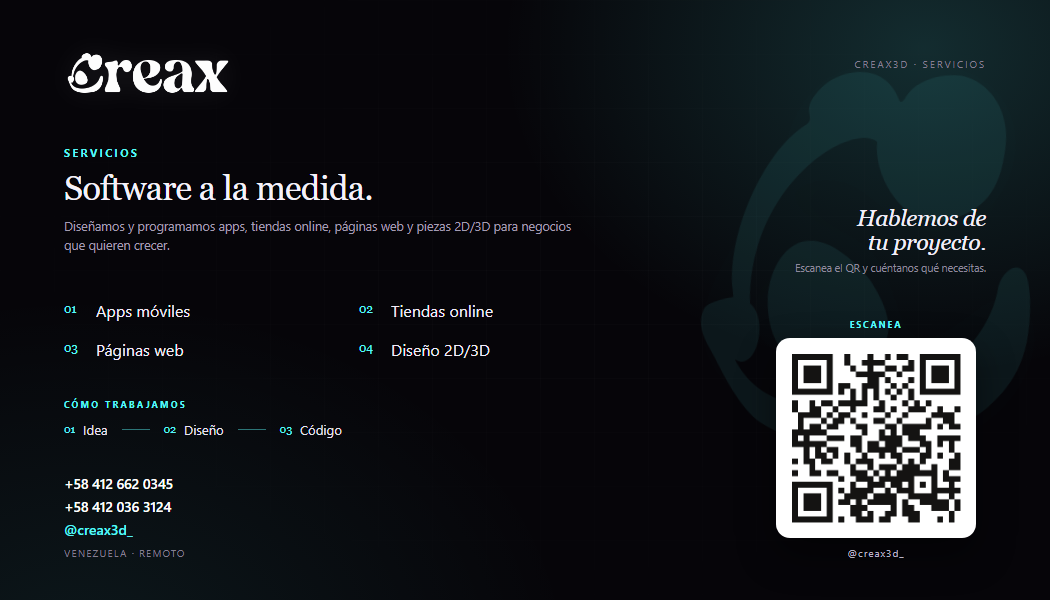 Creax
CREAX3D · SERVICIOS
SERVICIOS
Software a la medida.
Diseñamos y programamos apps, tiendas online, páginas web y piezas 2D/3D para negocios
que quieren crecer.
01 Apps móviles
02 Tiendas online
03 Páginas web
04 Diseño 2D/3D
CÓMO TRABAJAMOS
01 Idea 02 Diseño 03 Código
+58 412 662 0345
+58 412 036 3124
@creax3d_
VENEZUELA · REMOTO
Hablemos de
tu proyecto.
Escanea el QR y cuéntanos qué necesitas.
ESCANEA
@creax3d_